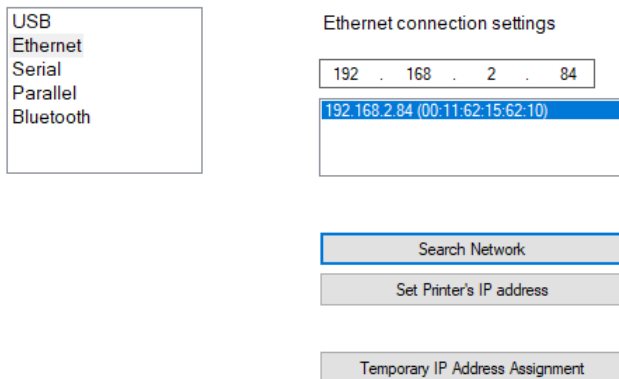 USB
Ethernet
Serial
Parallel
Bluetooth
Ethernet connection settings
192 . 168 . 2 . 84
192.168.2.84 (00:11:62:15:62:10)
Search Network
Set Printer's IP address
Temporary IP Address Assignment